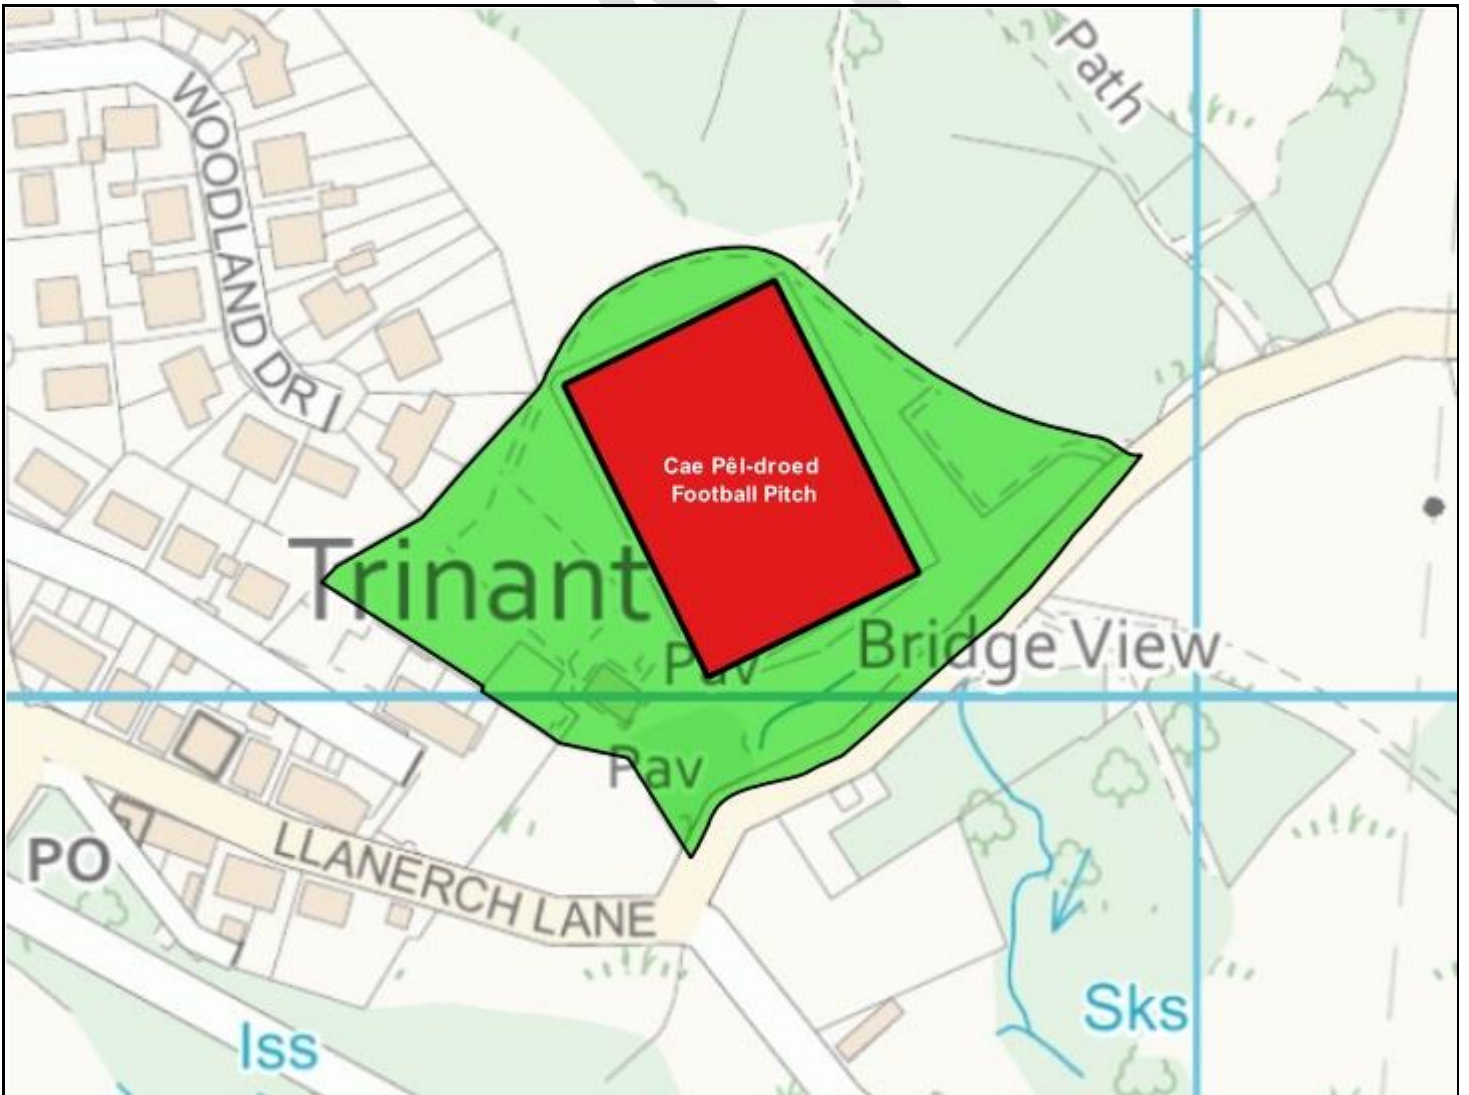 Path
WOODLAND DR
Cae Pêl-droed
Football Pitch
Trinant
Bridge View
Pav
Pav
PO
LLANERCH LANE
Iss
Sks